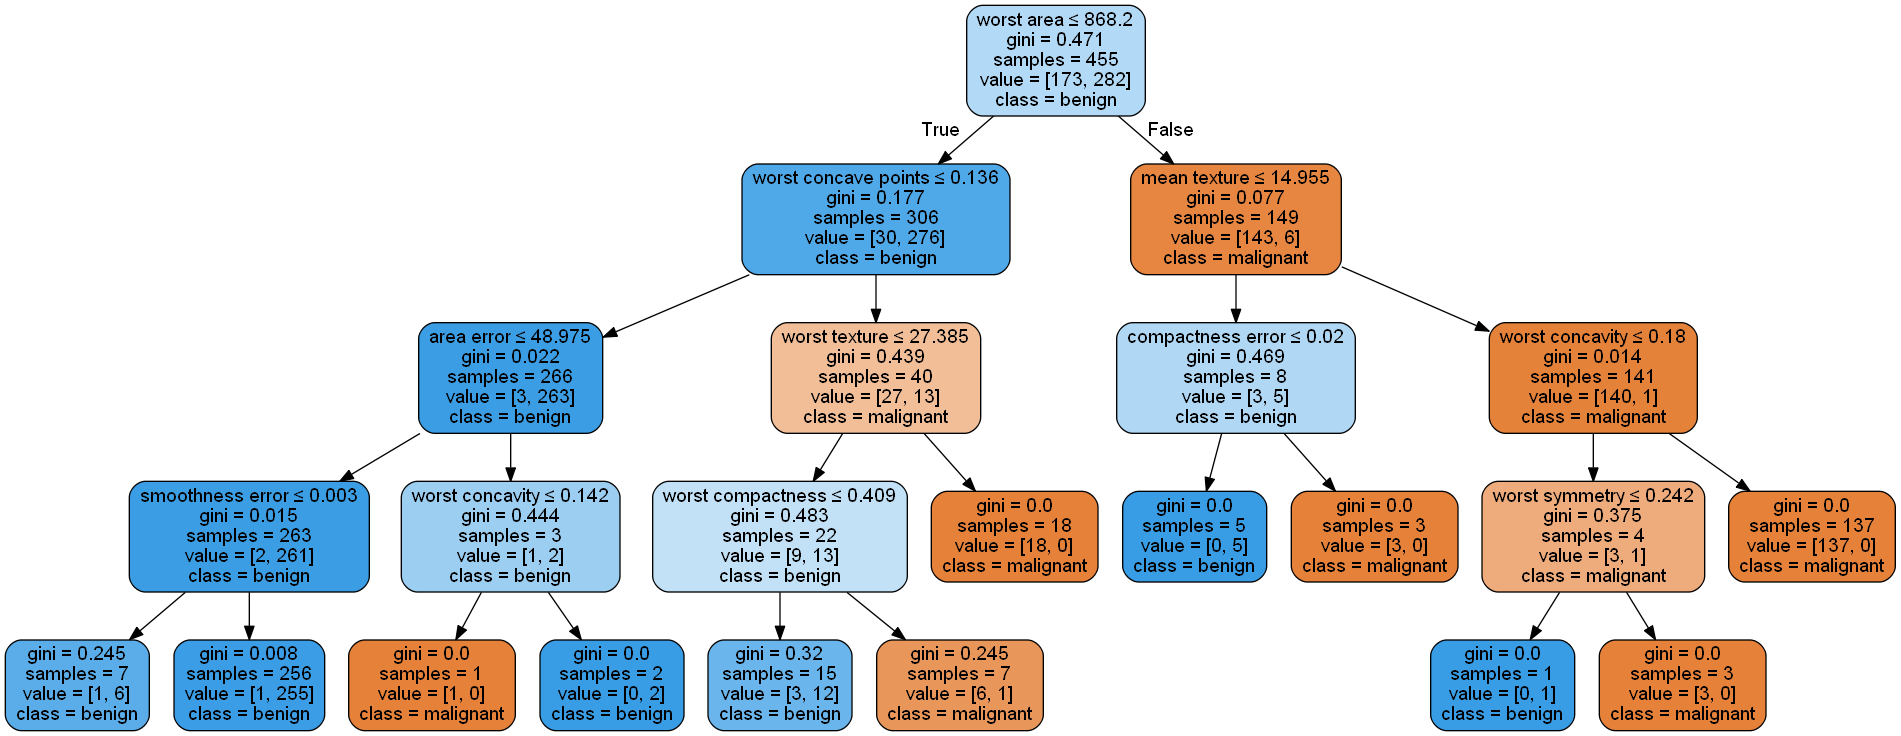 worst area ≤ 868.2
gini = 0.471
samples = 455
value = [173, 282]
class = benign
True
False
worst concave points ≤ 0.136
gini = 0.177
samples = 306
value = [30, 276]
class = benign
mean texture ≤ 14.955
gini = 0.077
samples = 149
value = [143, 6]
class = malignant
area error ≤ 48.975
gini = 0.022
samples = 266
value = [3, 263]
class = benign
worst texture ≤ 27.385
gini = 0.439
samples = 40
value = [27, 13]
class = malignant
compactness error ≤ 0.02
gini = 0.469
samples = 8
value = [3, 5]
class = benign
worst concavity ≤ 0.18
gini = 0.014
samples = 141
value = [140, 1]
class = malignant
smoothness error ≤ 0.003
gini = 0.015
samples = 263
value = [2, 261]
class = benign
worst concavity ≤ 0.142
gini = 0.444
samples = 3
value = [1, 2]
class = benign
worst compactness ≤ 0.409
gini = 0.483
samples = 22
value = [9, 13]
class = benign
gini = 0.0
samples = 18
value = [18, 0]
class = malignant
gini = 0.0
samples = 5
value = [0, 5]
class = benign
gini = 0.0
samples = 3
value = [3, 0]
class = malignant
worst symmetry ≤ 0.242
gini = 0.375
samples = 4
value = [3, 1]
class = malignant
gini = 0.0
samples = 137
value = [137, 0]
class = malignant
gini = 0.245
samples = 7
value = [1, 6]
class = benign
gini = 0.008
samples = 256
value = [1, 255]
class = benign
gini = 0.0
samples = 1
value = [1, 0]
class = malignant
gini = 0.0
samples = 2
value = [0, 2]
class = benign
gini = 0.32
samples = 15
value = [3, 12]
class = benign
gini = 0.245
samples = 7
value = [6, 1]
class = malignant
gini = 0.0
samples = 1
value = [0, 1]
class = benign
gini = 0.0
samples = 3
value = [3, 0]
class = malignant